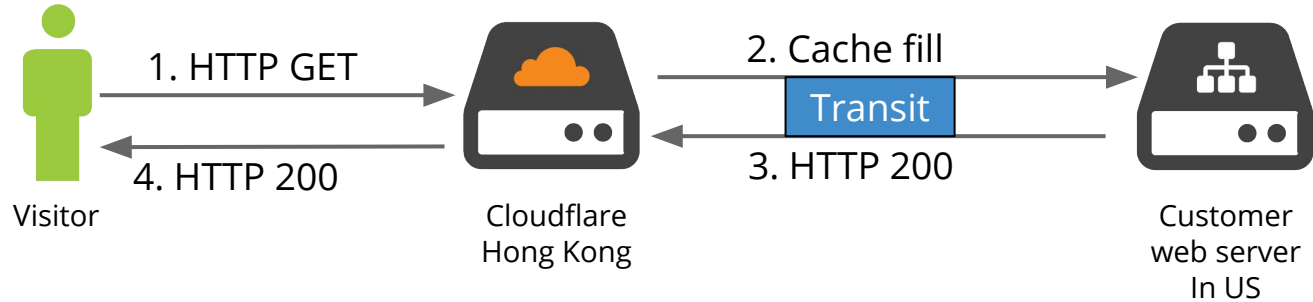 1. HTTP GET
2. Cache fill
Transit
4. HTTP 200
3. HTTP 200
Visitor
Cloudflare
Hong Kong
Customer
web server
In US